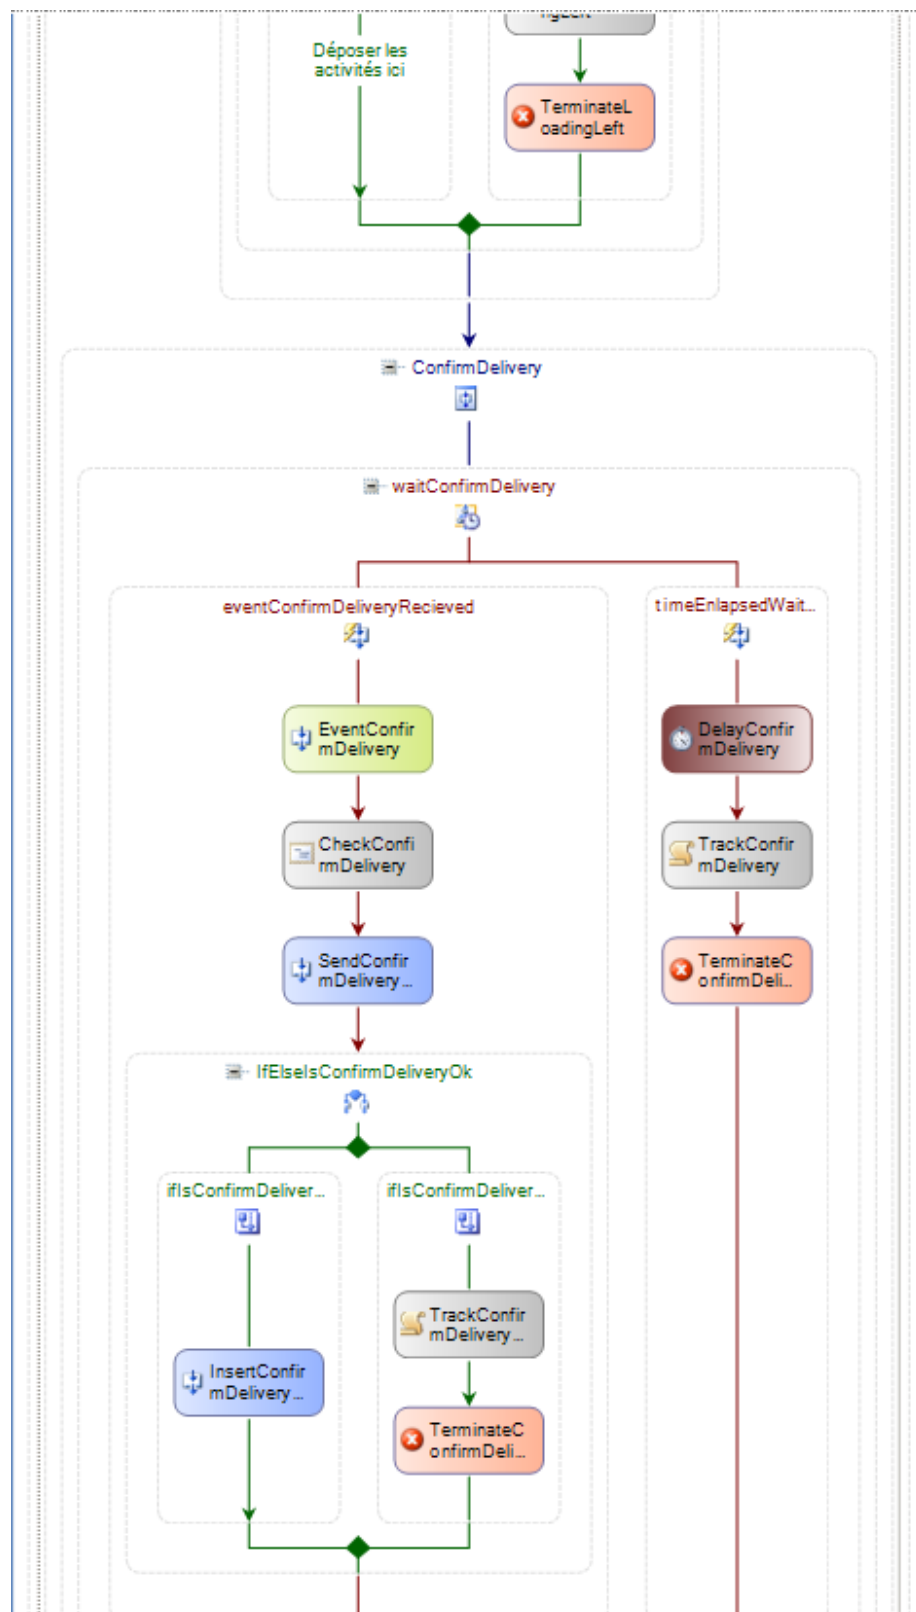 Déposer les
activités ici
TerminateL
oadingLeft
ConfirmDelivery
waitConfirmDelivery
eventConfirmDeliveryRecieved
timeEnlapsedWait...
EventConfir
mDelivery
DelayConfir
mDelivery
CheckConfi
rmDelivery
TrackConfir
mDelivery
SendConfir
mDelivery...
TerminateC
onfirmDeli...
IfElseIsConfirmDeliveryOk
ifIsConfirmDeliver...
ifIsConfirmDeliver...
TrackConfir
mDelivery...
InsertConfir
mDelivery...
TerminateC
onfirmDeli...